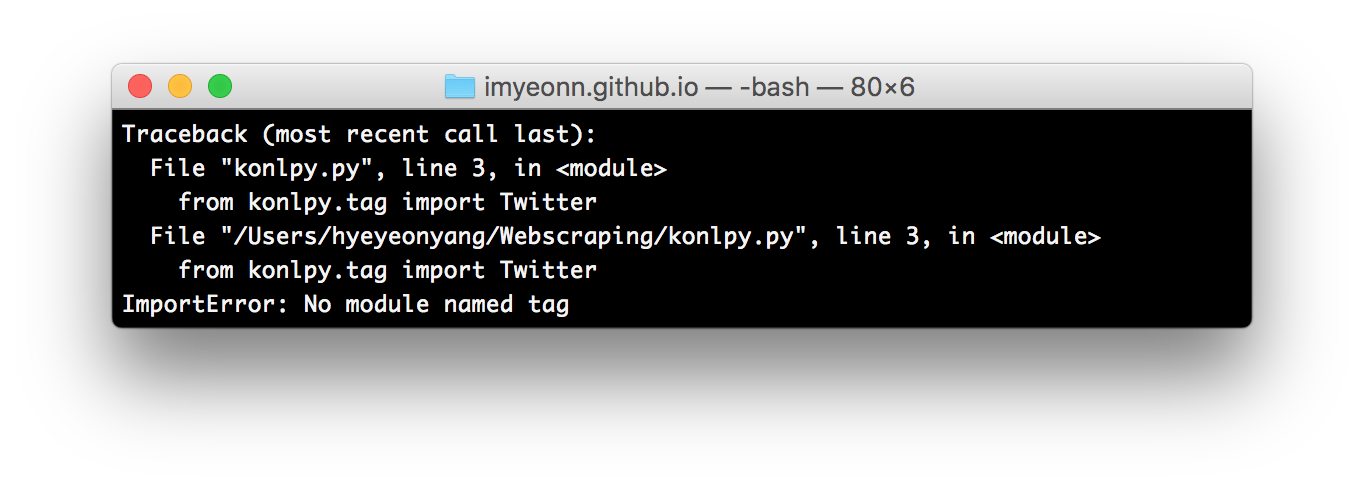 imyeonn.github.io — -bash — 80×6
Traceback (most recent call last):
  File "konlpy.py", line 3, in <module>
    from konlpy.tag import Twitter
  File "/Users/hyeyeonyang/Webscraping/konlpy.py", line 3, in <module>
    from konlpy.tag import Twitter
ImportError: No module named tag